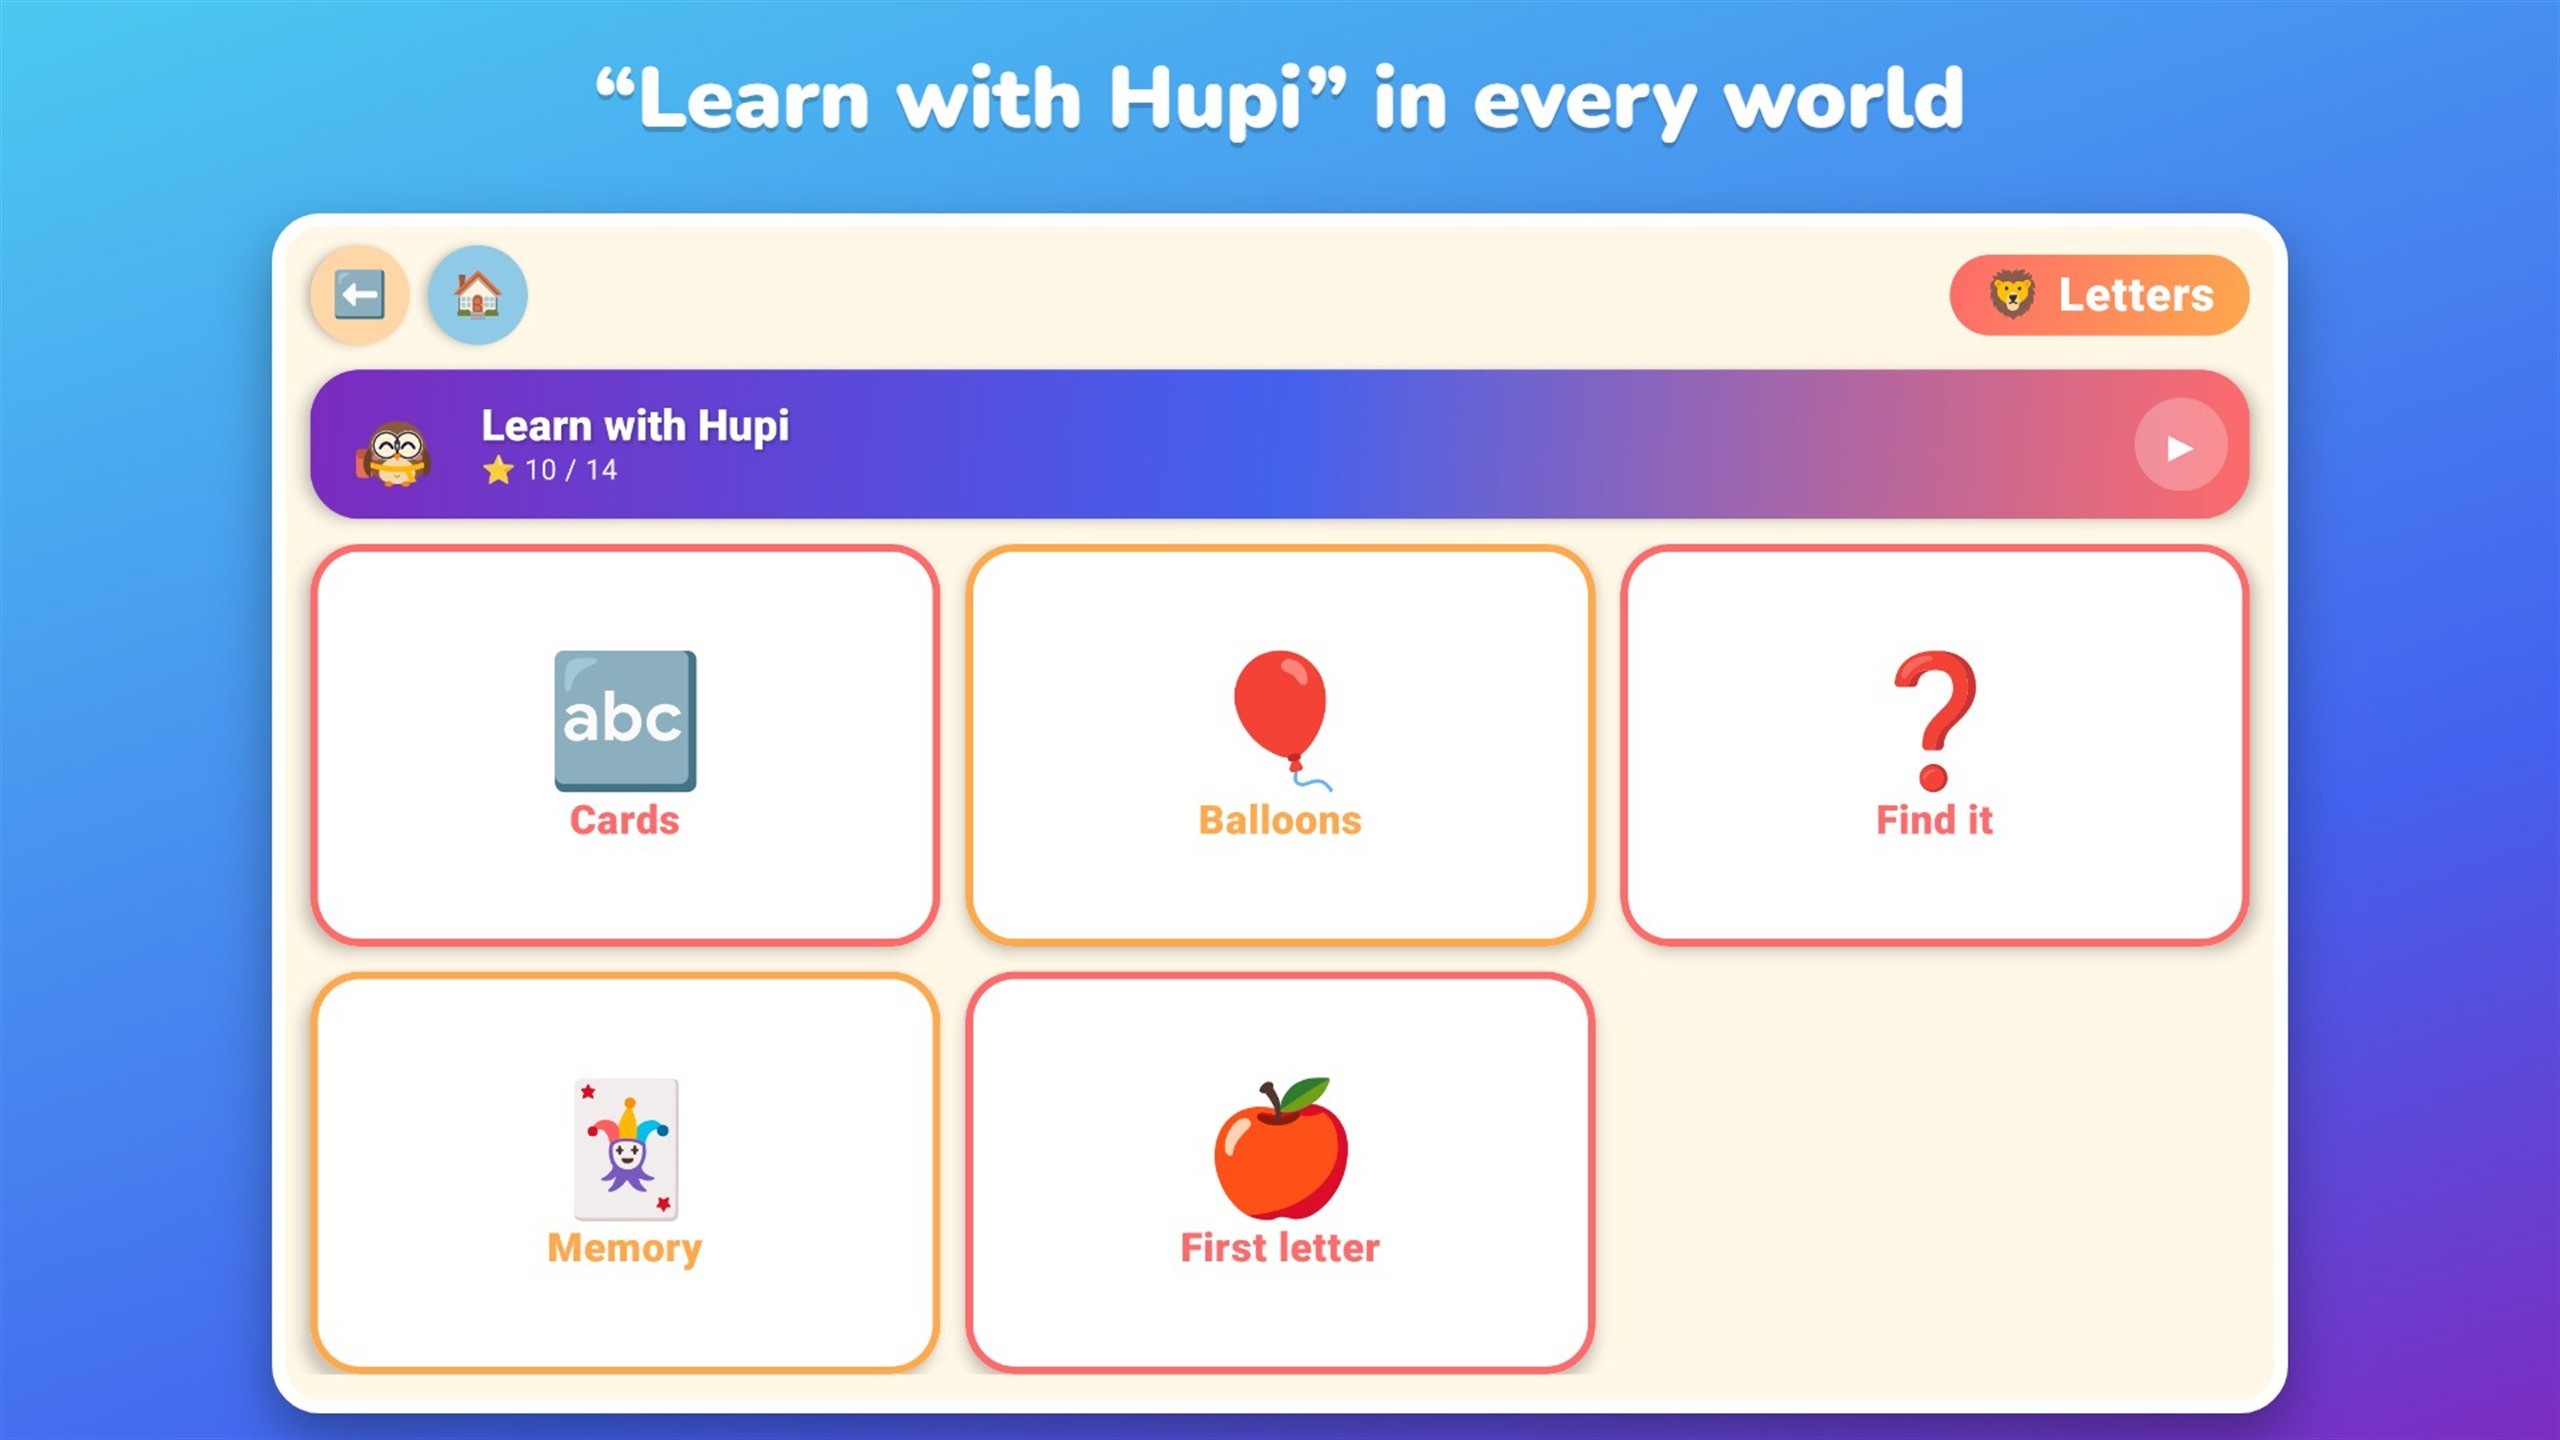 “Learn with Hupi” in every world
Letters
Learn with Hupi
10 / 14
abc
Cards
Balloons
Find it
Memory
First letter